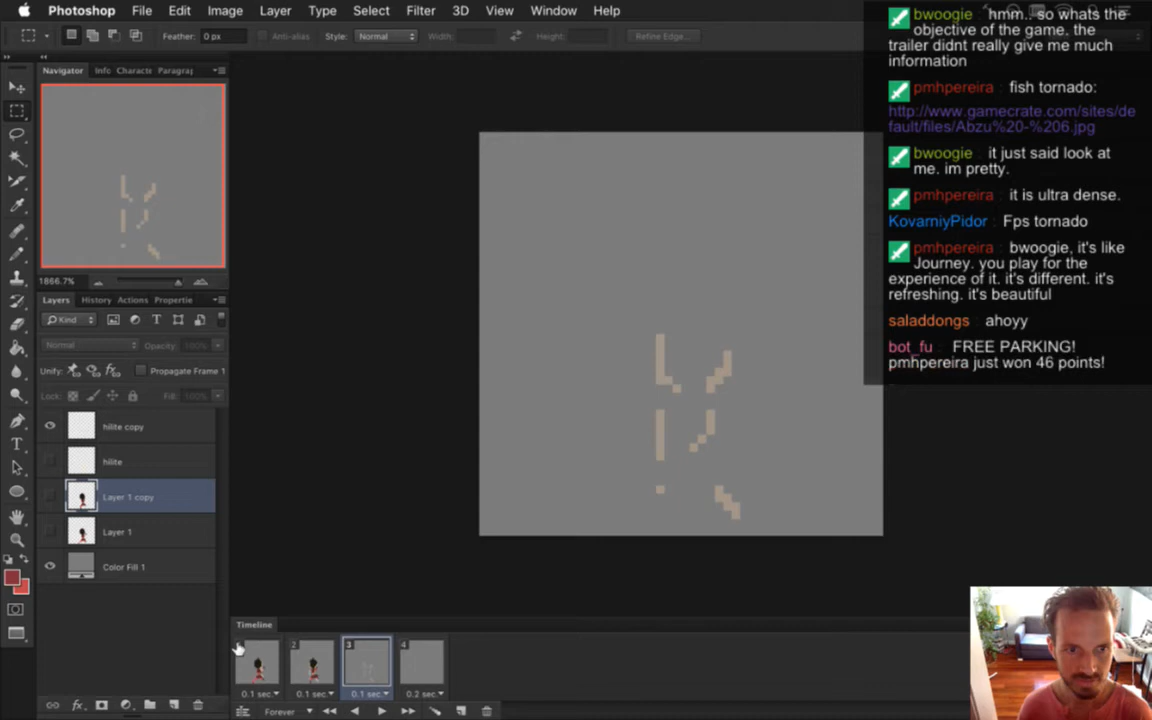 Photoshop File Edit Image Layer Type Select Filter 3D View Window Help
Feather: 0 px Anti-alias Style: Normal Width: Height: Refine Edge...
Navigator Info Charact Paragraj
1866.7%
Layers History Actions Propertie
Kind
Normal Opacity: 100%
Unify: Propagate Frame 1
Lock: Fill: 100%
hilite copy
hilite
Layer 1 copy
Layer 1
Color Fill 1
Timeline
2 3 4
0.1 sec. 0.1 sec. 0.1 sec. 0.2 sec.
Forever
bwoogie hmm.. so whats the
objective of the game. the
trailer didnt really give me much
information
pmhpereira fish tornado:
http://www.gamecrate.com/sites/de
fault/files/Abzu%20-%206.jpg
bwoogie it just said look at
me. im pretty.
pmhpereira it is ultra dense.
KovarniyPidor Fps tornado
pmhpereira bwoogie, it's like
Journey. you play for the
experience of it. it's different. it's
refreshing. it's beautiful
saladdongs ahoyy
bot_fu FREE PARKING!
pmhpereira just won 46 points!